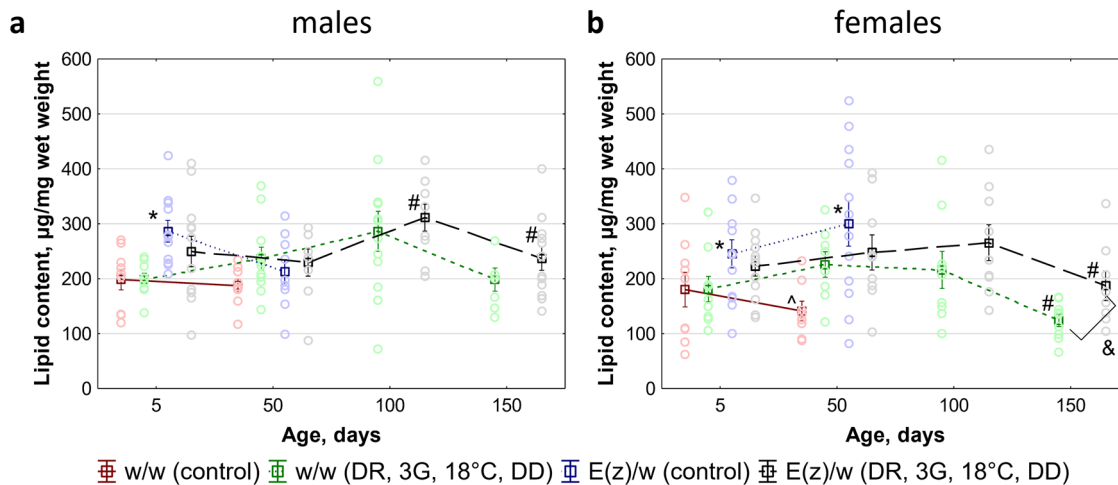 a males
b females
Lipid content, µg/mg wet weight
600
500
400
300
200
100
0
*
#
#
5 50 100 150
Age, days
Lipid content, µg/mg wet weight
600
500
400
300
200
100
0
*
^
*
#
#
&
5 50 100 150
Age, days
w/w (control) w/w (DR, 3G, 18°C, DD) E(z)/w (control) E(z)/w (DR, 3G, 18°C, DD)